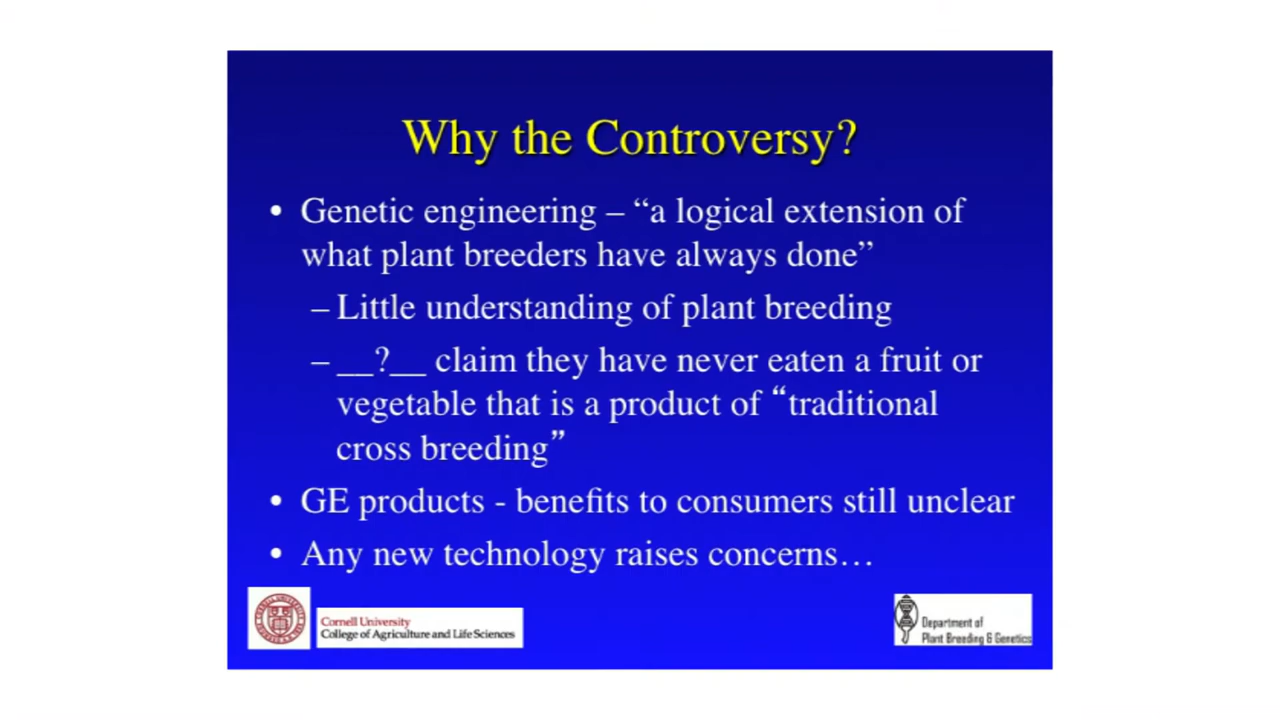 Why the Controversy?
• Genetic engineering – “a logical extension of
what plant breeders have always done”
– Little understanding of plant breeding
– __?__ claim they have never eaten a fruit or
vegetable that is a product of “traditional
cross breeding”
• GE products - benefits to consumers still unclear
• Any new technology raises concerns…
Cornell University
College of Agriculture and Life Sciences
Department of
Plant Breeding & Genetics